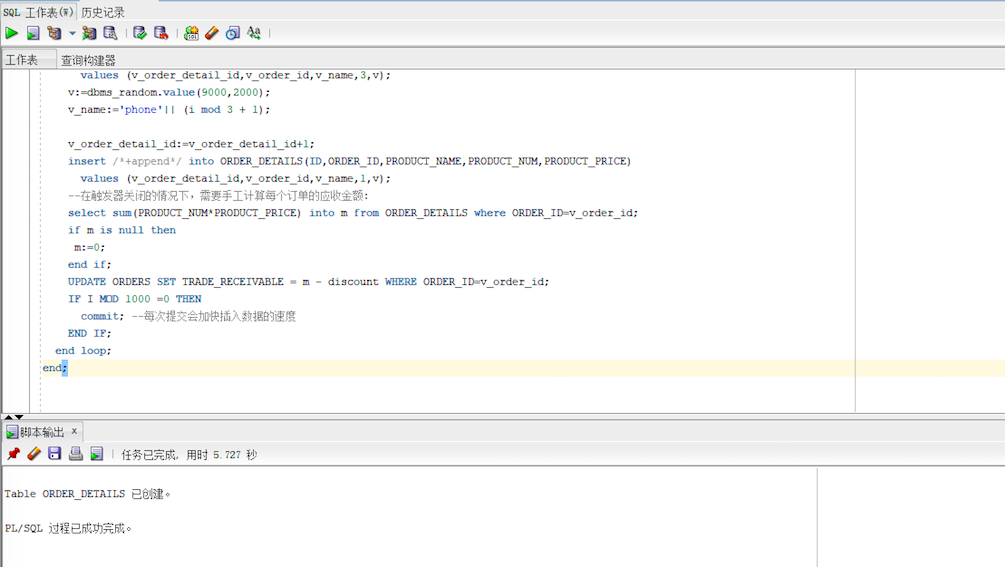 SQL 工作表(W) 历史记录
工作表 查询构建器
values (v_order_detail_id,v_order_id,v_name,3,v);
v:=dbms_random.value(9000,2000);
v_name:='phone'|| (i mod 3 + 1);
v_order_detail_id:=v_order_detail_id+1;
insert /*+append*/ into ORDER_DETAILS(ID,ORDER_ID,PRODUCT_NAME,PRODUCT_NUM,PRODUCT_PRICE)
values (v_order_detail_id,v_order_id,v_name,1,v);
--在触发器关闭的情况下，需要手工计算每个订单的应收金额：
select sum(PRODUCT_NUM*PRODUCT_PRICE) into m from ORDER_DETAILS where ORDER_ID=v_order_id;
if m is null then
m:=0;
end if;
UPDATE ORDERS SET TRADE_RECEIVABLE = m - discount WHERE ORDER_ID=v_order_id;
IF I MOD 1000 =0 THEN
commit; --每次提交会加快插入数据的速度
END IF;
end loop;
end;
脚本输出 x
任务已完成, 用时 5.727 秒
Table ORDER_DETAILS 已创建。
PL/SQL 过程已成功完成。